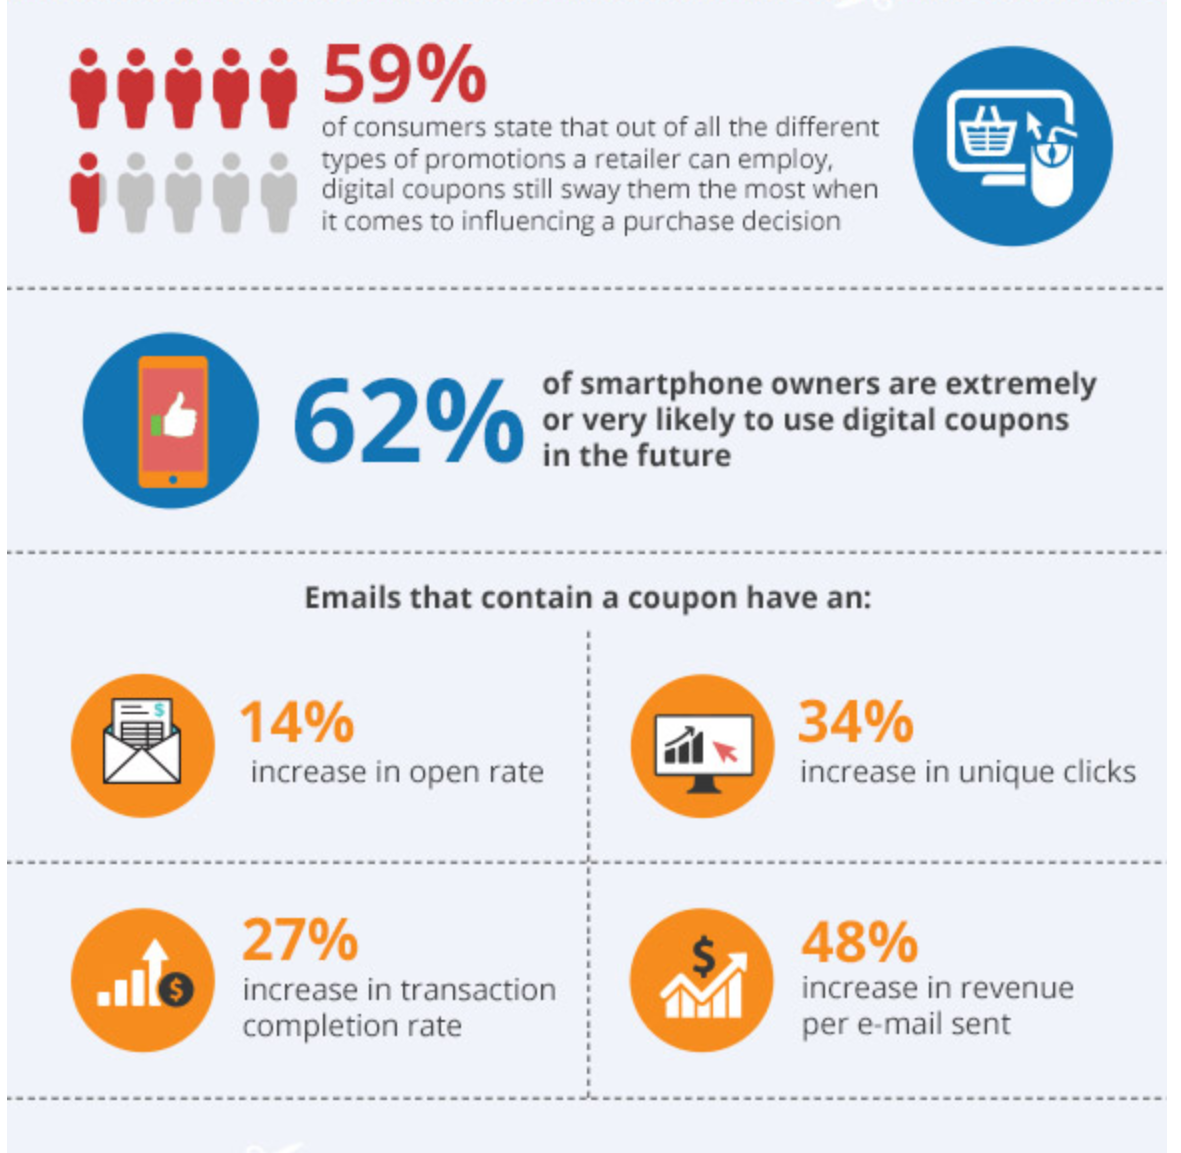 59%
of consumers state that out of all the different
types of promotions a retailer can employ,
digital coupons still sway them the most when
it comes to influencing a purchase decision
62%
of smartphone owners are extremely
or very likely to use digital coupons
in the future
Emails that contain a coupon have an:
14%
increase in open rate
34%
increase in unique clicks
27%
increase in transaction
completion rate
48%
increase in revenue
per e-mail sent